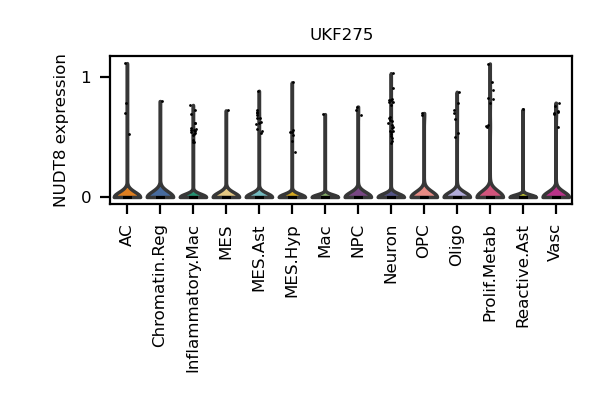 UKF275
NUDT8 expression
1
0
AC
Chromatin.Reg
Inflammatory.Mac
MES
MES.Ast
MES.Hyp
Mac
NPC
Neuron
OPC
Oligo
Prolif.Metab
Reactive.Ast
Vasc